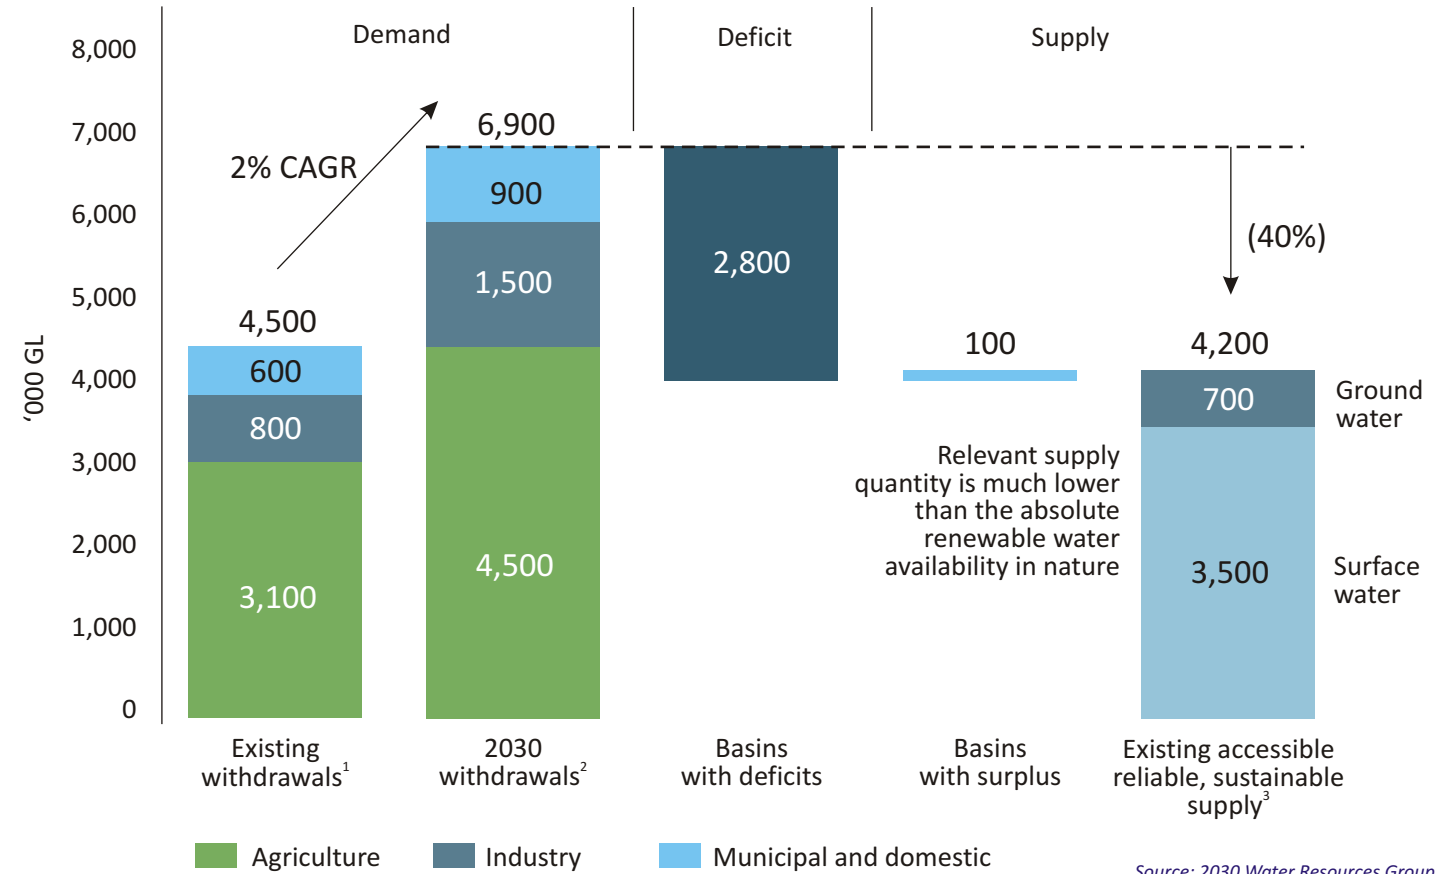 Demand
Deficit
Supply
8,000
7,000
6,000
5,000
4,000
3,000
2,000
1,000
0
‘000 GL
2% CAGR
4,500
600
800
3,100
6,900
900
1,500
4,500
2,800
100
Relevant supply
quantity is much lower
than the absolute
renewable water
availability in nature
(40%)
4,200
700
3,500
Ground
water
Surface
water
Existing
withdrawals¹
2030
withdrawals²
Basins
with deficits
Basins
with surplus
Existing accessible
reliable, sustainable
supply³
Agriculture
Industry
Municipal and domestic
Source: 2030 Water Resources Group